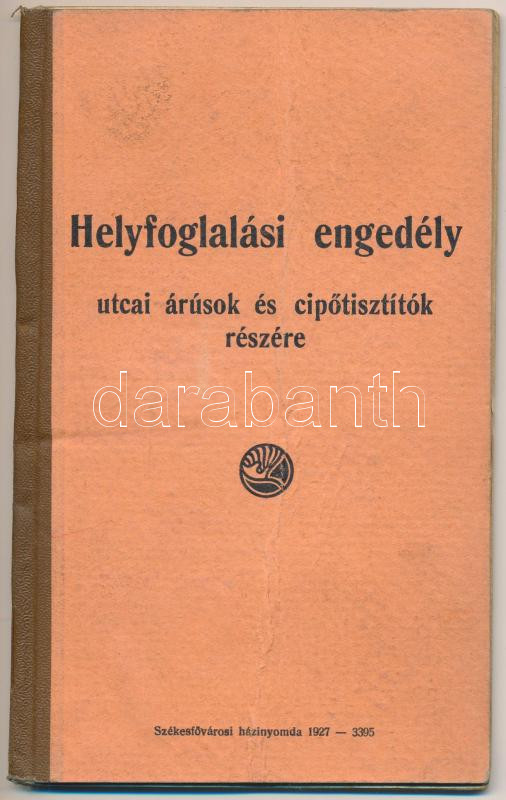 Helyfoglalási engedély
utcai árúsok és cipőtisztítók
részére
darabanth
Székesfővárosi házinyomda 1927 — 3395